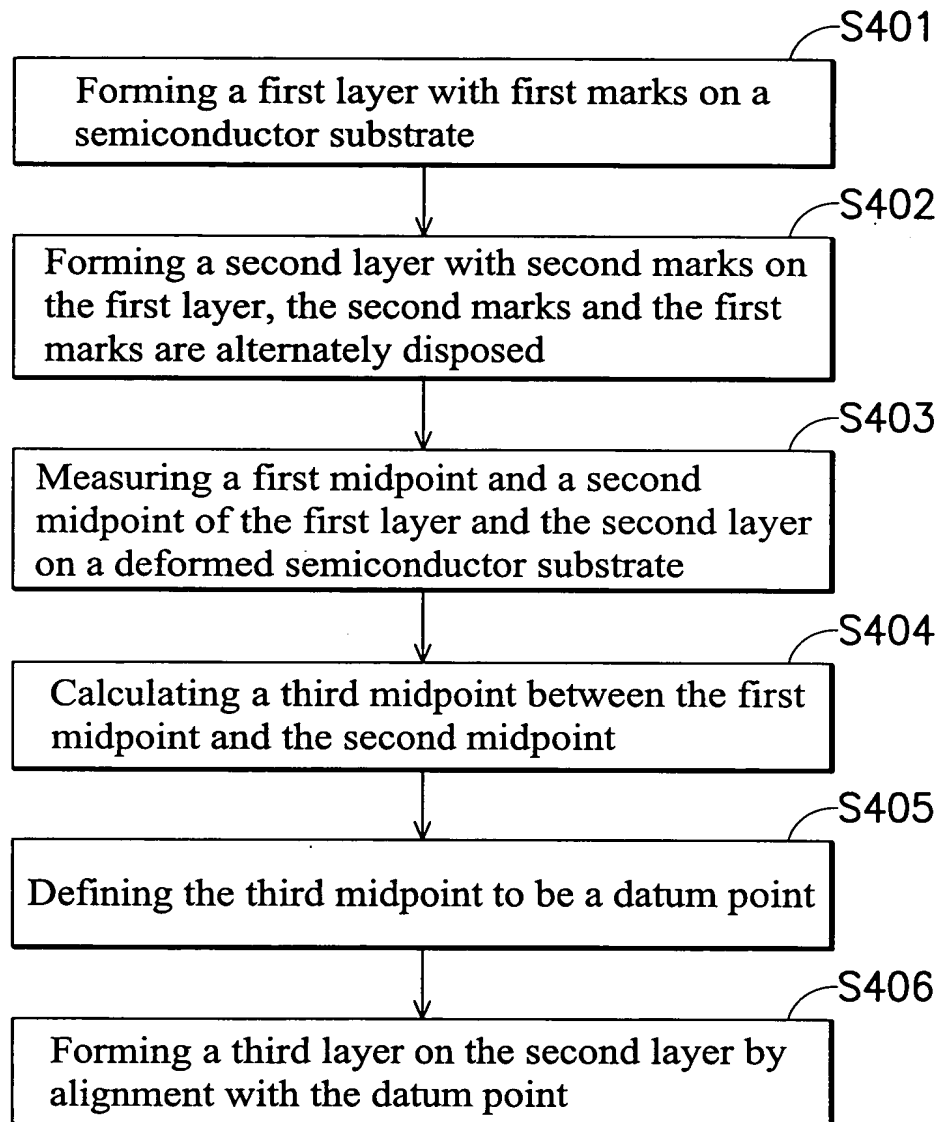 S401
Forming a first layer with first marks on a
semiconductor substrate
S402
Forming a second layer with second marks on
the first layer, the second marks and the first
marks are alternately disposed
S403
Measuring a first midpoint and a second
midpoint of the first layer and the second layer
on a deformed semiconductor substrate
S404
Calculating a third midpoint between the first
midpoint and the second midpoint
S405
Defining the third midpoint to be a datum point
S406
Forming a third layer on the second layer by
alignment with the datum point